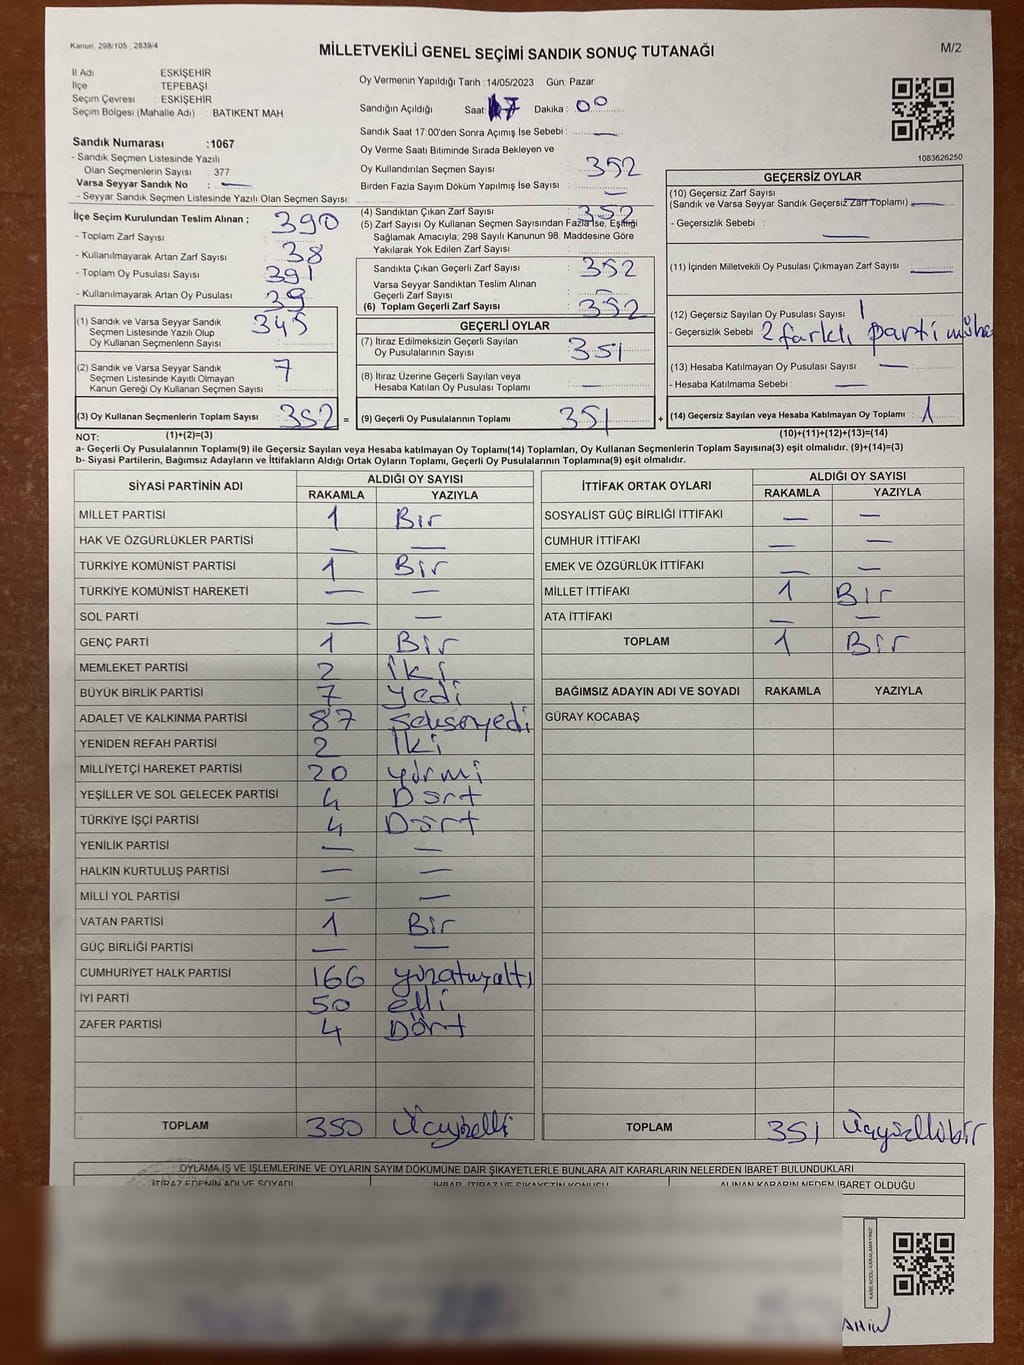 Kanun, 298/105 , 2839/4
MİLLETVEKİLİ GENEL SEÇİMİ SANDIK SONUÇ TUTANAĞI
M/2
İl Adı : ESKİŞEHİR
İlçe : TEPEBAŞI
Seçim Çevresi : ESKİŞEHİR
Seçim Bölgesi (Mahalle Adı) : BATIKENT MAH
Sandık Numarası :1067
- Sandık Seçmen Listesinde Yazılı
Olan Seçmenlerin Sayısı : 377
Varsa Seyyar Sandık No : —
- Seyyar Sandık Seçmen Listesinde Yazılı Olan Seçmen Sayısı:
Oy Vermenin Yapıldığı Tarih :14/05/2023 Gün: Pazar
Sandığın Açıldığı Saat: 17 Dakika : 00
Sandık Saat 17:00'den Sonra Açımış İse Sebebi : —
Oy Verme Saati Bitiminde Sırada Bekleyen ve
Oy Kullandırılan Seçmen Sayısı : 352
Birden Fazla Sayım Döküm Yapılmış İse Sayısı : —
1083626250
İlçe Seçim Kurulundan Teslim Alınan ;
- Toplam Zarf Sayısı : 390
- Kullanılmayarak Artan Zarf Sayısı : 38
- Toplam Oy Pusulası Sayısı : 391
- Kullanılmayarak Artan Oy Pusulası : 39
(1) Sandık ve Varsa Seyyar Sandık
Seçmen Listesinde Yazılı Olup
Oy Kullanan Seçmenlerin Sayısı : 345
(2) Sandık ve Varsa Seyyar Sandık
Seçmen Listesinde Kayıtlı Olmayan
Kanun Gereği Oy Kullanan Seçmen Sayısı : 7
(3) Oy Kullanan Seçmenlerin Toplam Sayısı : 352 =
(4) Sandıktan Çıkan Zarf Sayısı : 352
(5) Zarf Sayısı Oy Kullanan Seçmen Sayısından Fazla İse, Eşitliği
Sağlamak Amacıyla; 298 Sayılı Kanunun 98. Maddesine Göre
Yakılarak Yok Edilen Zarf Sayısı :
Sandıkta Çıkan Geçerli Zarf Sayısı : 352
Varsa Seyyar Sandıktan Teslim Alınan
Geçerli Zarf Sayısı : —
(6) Toplam Geçerli Zarf Sayısı : 352
GEÇERLİ OYLAR
(7) İtiraz Edilmeksizin Geçerli Sayılan
Oy Pusulalarının Sayısı : 351
(8) İtiraz Üzerine Geçerli Sayılan veya
Hesaba Katılan Oy Pusulası Toplamı : —
(9) Geçerli Oy Pusulalarının Toplamı : 351 +
GEÇERSİZ OYLAR
(10) Geçersiz Zarf Sayısı
(Sandık ve Varsa Seyyar Sandık Geçersiz Zarf Toplamı) : —
- Geçersizlik Sebebi : —
(11) İçinden Milletvekili Oy Pusulası Çıkmayan Zarf Sayısı : —
(12) Geçersiz Sayılan Oy Pusulası Sayısı : 1
- Geçersizlik Sebebi : 2 farklı parti
(13) Hesaba Katılmayan Oy Pusulası Sayısı : —
- Hesaba Katılmama Sebebi : —
(14) Geçersiz Sayılan veya Hesaba Katılmayan Oy Toplamı : 1
NOT: (1)+(2)=(3)
(10)+(11)+(12)+(13)=(14)
a- Geçerli Oy Pusulalarının Toplamı(9) ile Geçersiz Sayılan veya Hesaba katılmayan Oy Toplamı(14) Toplamları, Oy Kullanan Seçmenlerin Toplam Sayısına(3) eşit olmalıdır. (9)+(14)=(3)
b- Siyasi Partilerin, Bağımsız Adayların ve İttifakların Aldığı Ortak Oyların Toplamı, Geçerli Oy Pusulalarının Toplamına(9) eşit olmalıdır.
SİYASİ PARTİNİN ADI ALDIĞI OY SAYISI
RAKAMLA YAZIYLA
MİLLET PARTİSİ 1 Bir
HAK VE ÖZGÜRLÜKLER PARTİSİ — —
TÜRKİYE KOMÜNİST PARTİSİ 1 Bir
TÜRKİYE KOMÜNİST HAREKETİ — —
SOL PARTİ — —
GENÇ PARTİ 1 Bir
MEMLEKET PARTİSİ 2 iki
BÜYÜK BİRLİK PARTİSİ 7 yedi
ADALET VE KALKINMA PARTİSİ 87 seksenyedi
YENİDEN REFAH PARTİSİ 2 İki
MİLLİYETÇİ HAREKET PARTİSİ 20 yirmi
YEŞİLLER VE SOL GELECEK PARTİSİ 4 Dört
TÜRKİYE İŞÇİ PARTİSİ 4 Dört
YENİLİK PARTİSİ — —
HALKIN KURTULUŞ PARTİSİ — —
MİLLİ YOL PARTİSİ — —
VATAN PARTİSİ 1 Bir
GÜÇ BİRLİĞİ PARTİSİ — —
CUMHURİYET HALK PARTİSİ 166 yüzatmışaltı
İYİ PARTİ 50 elli
ZAFER PARTİSİ 4 Dört
TOPLAM 350 Üçyüzelli
İTTİFAK ORTAK OYLARI ALDIĞI OY SAYISI
RAKAMLA YAZIYLA
SOSYALİST GÜÇ BİRLİĞİ İTTİFAKI — —
CUMHUR İTTİFAKI — —
EMEK VE ÖZGÜRLÜK İTTİFAKI — —
MİLLET İTTİFAKI 1 Bir
ATA İTTİFAKI — —
TOPLAM 1 Bir
BAĞIMSIZ ADAYIN ADI VE SOYADI RAKAMLA YAZIYLA
GÜRAY KOCABAŞ
TOPLAM 351 Üçyüzellibir
OYLAMA İŞ VE İŞLEMLERİNE VE OYLARIN SAYIM DÖKÜMÜNE DAİR ŞİKAYETLERLE BUNLARA AİT KARARLARIN NELERDEN İBARET BULUNDUKLARI
İTİRAZ EDENİN ADI VE SOYADI İHBAR, İTİRAZ VE ŞİKAYETİN KONUSU ALINAN KARARIN NEDEN İBARET OLDUĞU